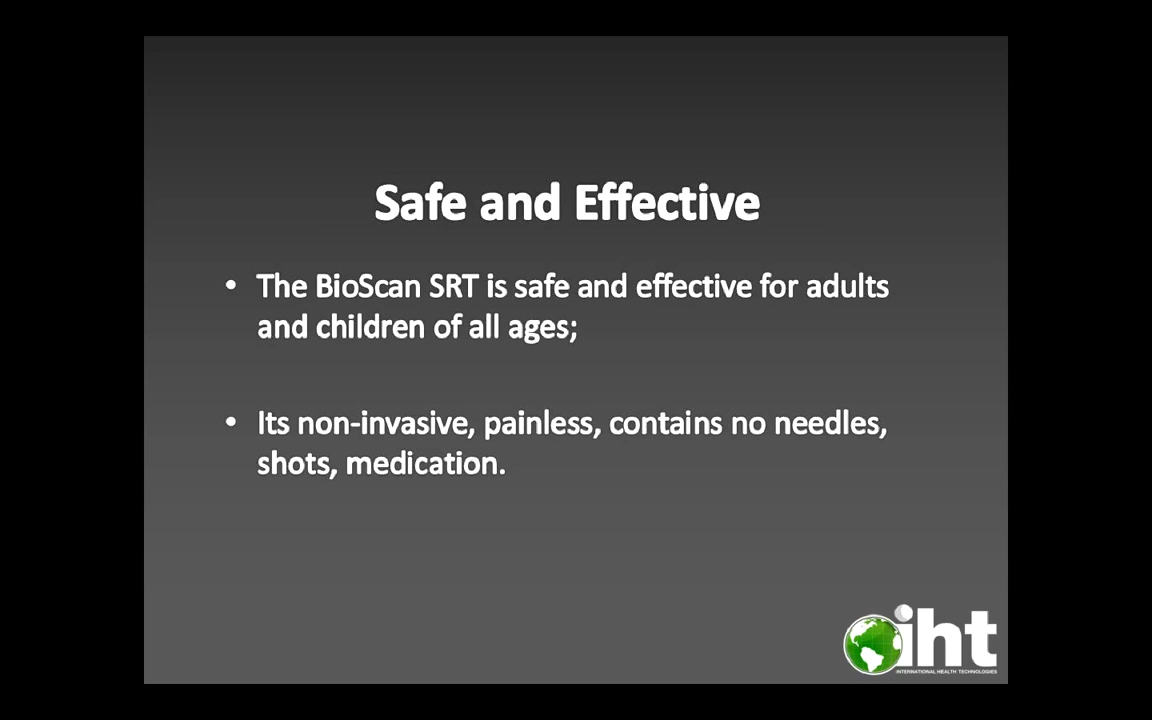 Safe and Effective
• The BioScan SRT is safe and effective for adults
and children of all ages;
• Its non-invasive, painless, contains no needles,
shots, medication.
iht
INTERNATIONAL HEALTH TECHNOLOGIES